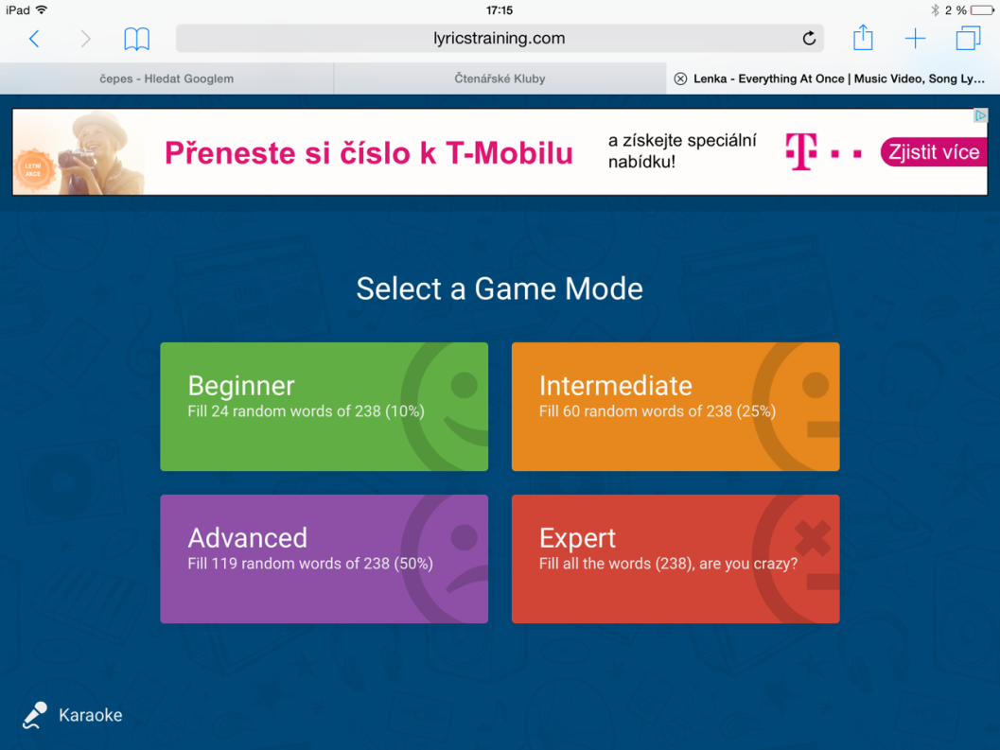 iPad 17:15 2 %
lyricstraining.com
čepes - Hledat Googlem
Čtenářské Kluby
Lenka - Everything At Once | Music Video, Song Ly...
LETNÍ
AKCE
Přeneste si číslo k T-Mobilu
a získejte speciální
nabídku!
T
Zjistit více
Select a Game Mode
Beginner
Fill 24 random words of 238 (10%)
Intermediate
Fill 60 random words of 238 (25%)
Advanced
Fill 119 random words of 238 (50%)
Expert
Fill all the words (238), are you crazy?
Karaoke